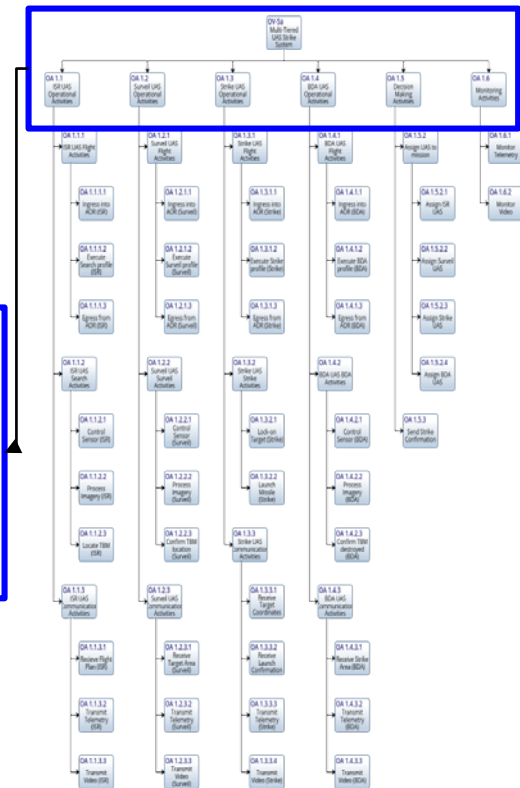 OV-5a
Multi-Tiered
UAS Strike
System
OA 1.1
ISR UAS
Operational
Activities
OA 1.2
Surveil UAS
Operational
Activities
OA 1.3
Strike UAS
Operational
Activities
OA 1.4
BDA UAS
Operational
Activities
OA 1.5
Decision
Making
Activities
OA 1.6
Monitoring
Activities
OA 1.1.1
ISR UAS Flight
Activities
OA 1.2.1
Surveil UAS
Flight
Activities
OA 1.3.1
Strike UAS
Flight
Activities
OA 1.4.1
BDA UAS
Flight
Activities
OA 1.5.2
Assign UAS to
mission
OA 1.6.1
Monitor
Telemetry
OA 1.1.1.1
Ingress into
AOR (ISR)
OA 1.2.1.1
Ingress into
AOR (Surveil)
OA 1.3.1.1
Ingress into
AOR (Strike)
OA 1.4.1.1
Ingress into
AOR (BDA)
OA 1.5.2.1
Assign ISR
UAS
OA 1.6.2
Monitor
Video
OA 1.1.1.2
Execute
Search profile
(ISR)
OA 1.2.1.2
Execute
Surveil profile
(Surveil)
OA 1.3.1.2
Execute Strike
profile (Strike)
OA 1.4.1.2
Execute BDA
profile (BDA)
OA 1.5.2.2
Assign Surveil
UAS
OA 1.1.1.3
Egress from
AOR (ISR)
OA 1.2.1.3
Egress from
AOR (Surveil)
OA 1.3.1.3
Egress from
AOR (Strike)
OA 1.4.1.3
Egress from
AOR (BDA)
OA 1.5.2.3
Assign Strike
UAS
OA 1.1.2
ISR UAS
Search
Activities
OA 1.2.2
Surveil UAS
Surveil
Activities
OA 1.3.2
Strike UAS
Strike
Activities
OA 1.4.2
BDA UAS BDA
Activities
OA 1.5.2.4
Assign BDA
UAS
OA 1.1.2.1
Control
Sensor (ISR)
OA 1.2.2.1
Control
Sensor
(Surveil)
OA 1.3.2.1
Lock-on
Target (Strike)
OA 1.4.2.1
Control
Sensor (BDA)
OA 1.5.3
Send Strike
Confirmation
OA 1.1.2.2
Process
Imagery (ISR)
OA 1.2.2.2
Process
Imagery
(Surveil)
OA 1.3.2.2
Launch
Missile
(Strike)
OA 1.4.2.2
Process
Imagery
(BDA)
OA 1.1.2.3
Locate TBM
(ISR)
OA 1.2.2.3
Confirm TBM
location
(Surveil)
OA 1.3.3
Strike UAS
ommunicatio
Activities
OA 1.4.2.3
Confirm TBM
destroyed
(BDA)
OA 1.1.3
ISR UAS
ommunicatio
Activities
OA 1.2.3
Surveil UAS
ommunicatio
Activities
OA 1.3.3.1
Receive
Target
Coordinates
OA 1.4.3
BDA UAS
ommunicatio
Activities
OA 1.1.3.1
Recieve Flight
Plan (ISR)
OA 1.2.3.1
Receive
Target Area
(Surveil)
OA 1.3.3.2
Receive
Launch
Confirmation
OA 1.4.3.1
Receive Strike
Area (BDA)
OA 1.1.3.2
Transmit
Telemetry
(ISR)
OA 1.2.3.2
Transmit
Telemetry
(Surveil)
OA 1.3.3.3
Transmit
Telemetry
(Strike)
OA 1.4.3.2
Transmit
Telemetry
(BDA)
OA 1.1.3.3
Transmit
Video (ISR)
OA 1.2.3.3
Transmit
Video
(Surveil)
OA 1.3.3.4
Transmit
Video (Strike)
OA 1.4.3.3
Transmit
Video (BDA)